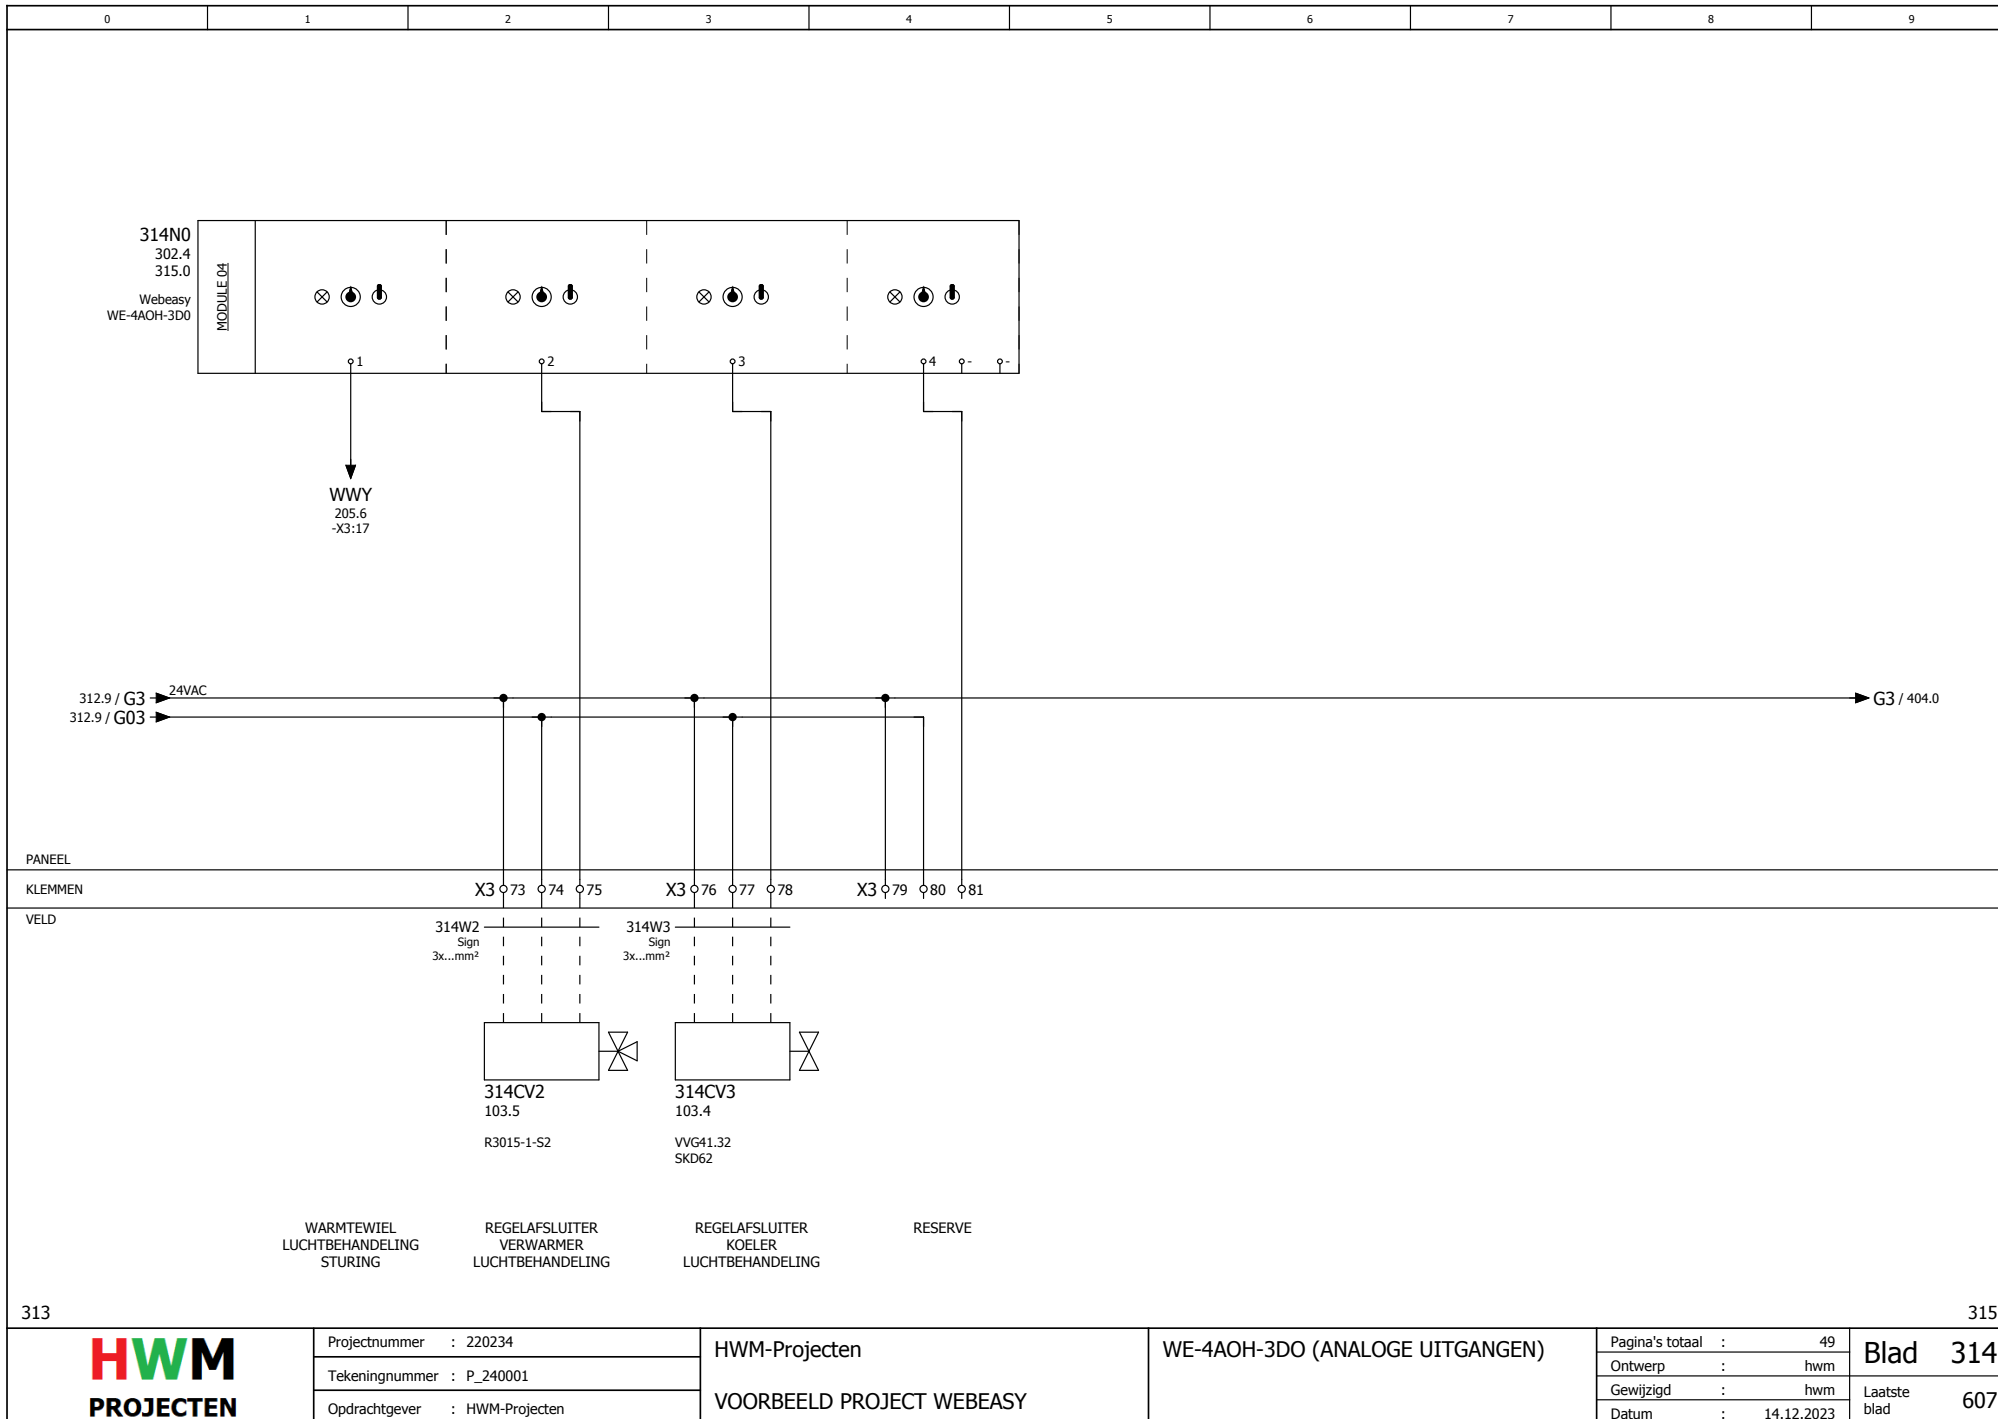 0 1 2 3 4 5 6 7 8 9
314N0
302.4
315.0
Webeasy
WE-4AOH-3D0
MODULE 04
1 2 3 4 - -
WWY
205.6
-X3:17
312.9 / G3 24VAC G3 / 404.0
312.9 / G03
PANEEL
KLEMMEN X3 73 74 75 X3 76 77 78 X3 79 80 81
VELD
314W2
Sign
3x...mm²
314W3
Sign
3x...mm²
314CV2
103.5
R3015-1-S2
314CV3
103.4
VVG41.32
SKD62
WARMTEWIEL
LUCHTBEHANDELING
STURING
REGELAFSLUITER
VERWARMER
LUCHTBEHANDELING
REGELAFSLUITER
KOELER
LUCHTBEHANDELING
RESERVE
313 315
HWM
PROJECTEN
Projectnummer : 220234
Tekeningnummer : P_240001
Opdrachtgever : HWM-Projecten
HWM-Projecten
VOORBEELD PROJECT WEBEASY
WE-4AOH-3DO (ANALOGE UITGANGEN)
Pagina's totaal : 49
Ontwerp : hwm
Gewijzigd : hwm
Datum : 14.12.2023
Blad 314
Laatste
blad 607